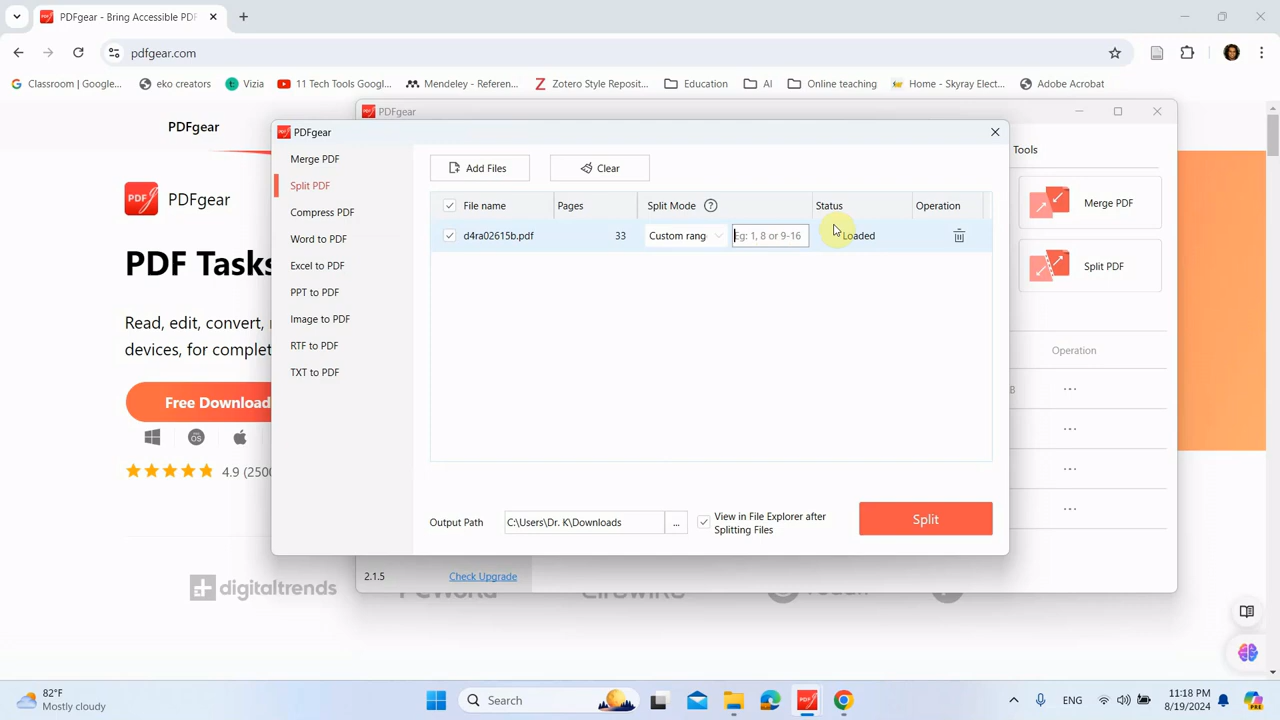 PDFgear - Bring Accessible PDF
pdfgear.com
Classroom | Google...
eko creators
Vizia
11 Tech Tools Googl...
Mendeley - Referen...
Zotero Style Reposit...
Education
AI
Online teaching
Home - Skyray Elect...
Adobe Acrobat
PDFgear
PDFgear
PDFgear
Merge PDF
Split PDF
Compress PDF
Word to PDF
Excel to PDF
PPT to PDF
Image to PDF
RTF to PDF
TXT to PDF
Add Files
Clear
File name
Pages
Split Mode
?
Status
Operation
d4ra02615b.pdf
33
Custom rang
Eg: 1, 8 or 9-16
Loaded
Output Path
C:\Users\Dr. K\Downloads
...
View in File Explorer after
Splitting Files
Split
Tools
Merge PDF
Split PDF
Operation
B
2.1.5
Check Upgrade
PDF
PDFgear
PDF Tasks
Read, edit, convert,
devices, for complet
Free Download
OS
4.9 (250
digitaltrends
82°F
Mostly cloudy
Search
ENG
11:18 PM
8/19/2024
PRE